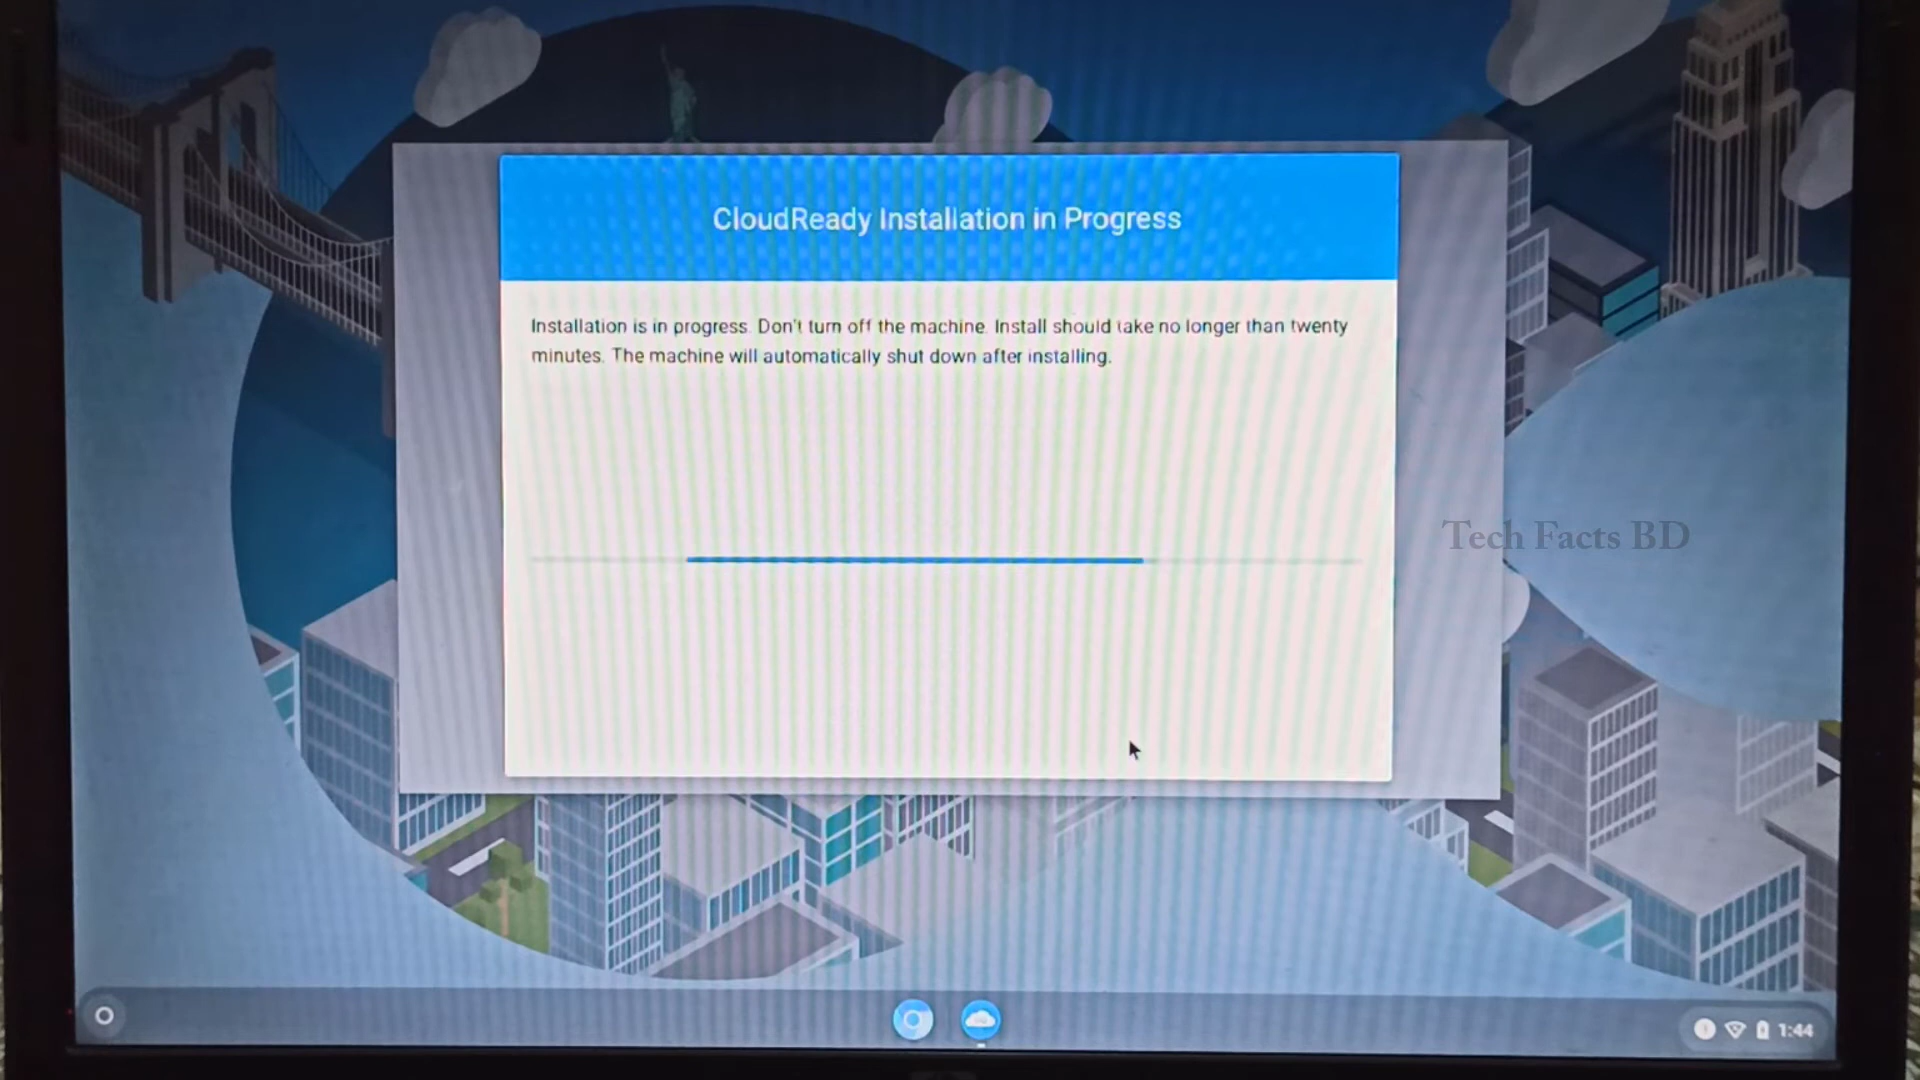 CloudReady Installation in Progress
Installation is in progress. Don't turn off the machine. Install should take no longer than twenty
minutes. The machine will automatically shut down after installing.
Tech Facts BD
1:44